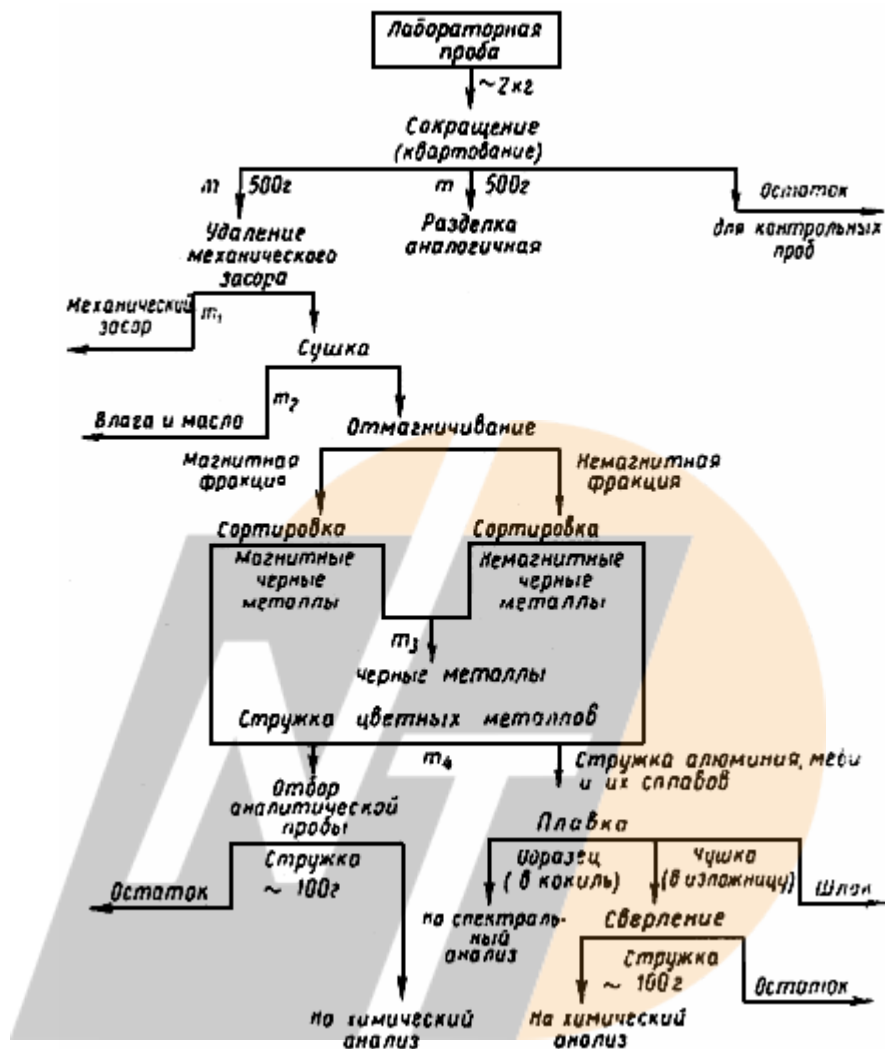 Лабораторная
проба
~2кг
Сокращение
(квартование)
m 500г
m 500г
Остаток
Удаление
механического
засора
Разделка
аналогичная
для контрольных
проб
Механический
засор
m₁
Сушка
m₂
Влага и масло
Отмагничивание
Магнитная
фракция
Немагнитная
фракция
Сортировка
Сортировка
Магнитные
черные
металлы
Немагнитные
черные
металлы
m₃
черные металлы
Стружка цветных металлов
m₄
Стружка алюминия, меди
и их сплавов
Отбор
аналитической
пробы
Плавка
Стружка
~ 100г
Остаток
Образец
(в кокиль)
Чушка
(в изложницу)
Шлак
на спектраль-
ный
анализ
Сверление
Стружка
~ 100г
Остаток
На химический
анализ
На химический
анализ